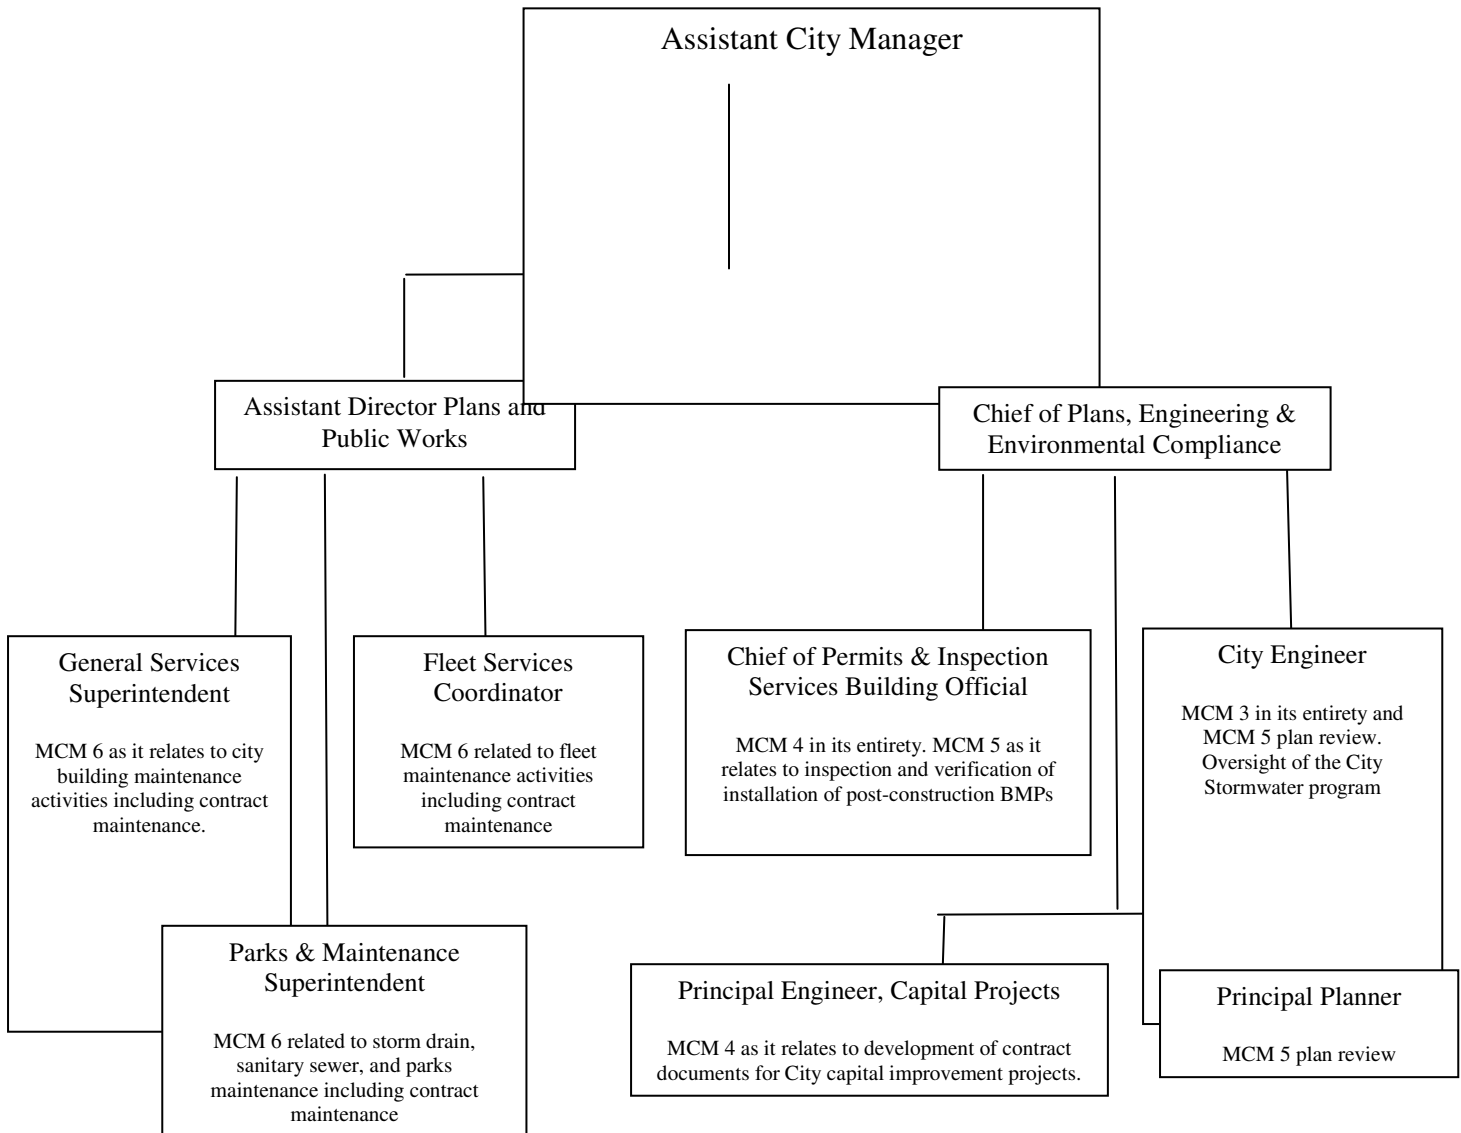 Assistant City Manager
Assistant Director Plans and
Public Works
Chief of Plans, Engineering &
Environmental Compliance
General Services
Superintendent
MCM 6 as it relates to city
building maintenance
activities including contract
maintenance.
Fleet Services
Coordinator
MCM 6 related to fleet
maintenance activities
including contract
maintenance
Chief of Permits & Inspection
Services Building Official
MCM 4 in its entirety. MCM 5 as it
relates to inspection and verification of
installation of post-construction BMPs
City Engineer
MCM 3 in its entirety and
MCM 5 plan review.
Oversight of the City
Stormwater program
Parks & Maintenance
Superintendent
MCM 6 related to storm drain,
sanitary sewer, and parks
maintenance including contract
maintenance
Principal Engineer, Capital Projects
MCM 4 as it relates to development of contract
documents for City capital improvement projects.
Principal Planner
MCM 5 plan review